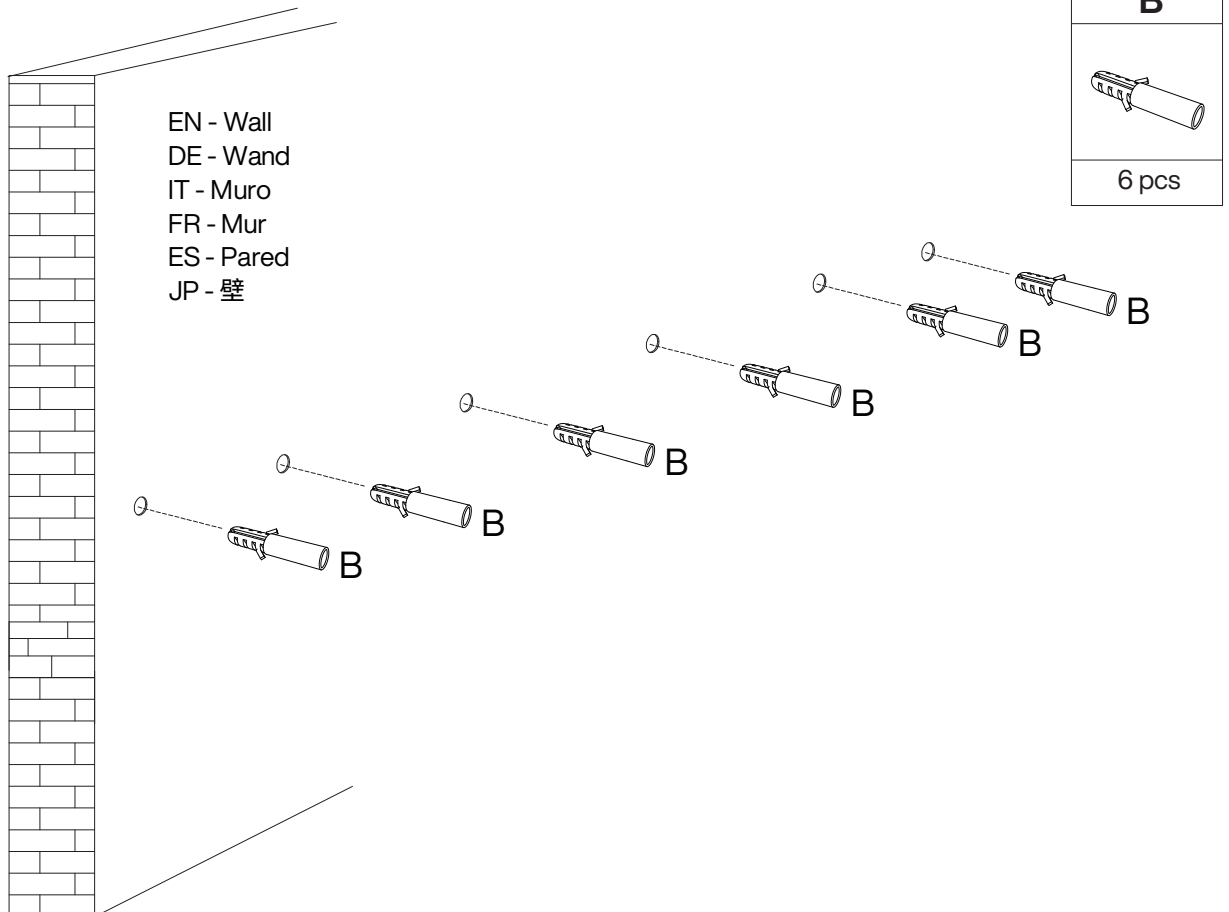 B
6 pcs
EN - Wall
DE - Wand
IT - Muro
FR - Mur
ES - Pared
JP - 壁
B
B
B
B
B
B